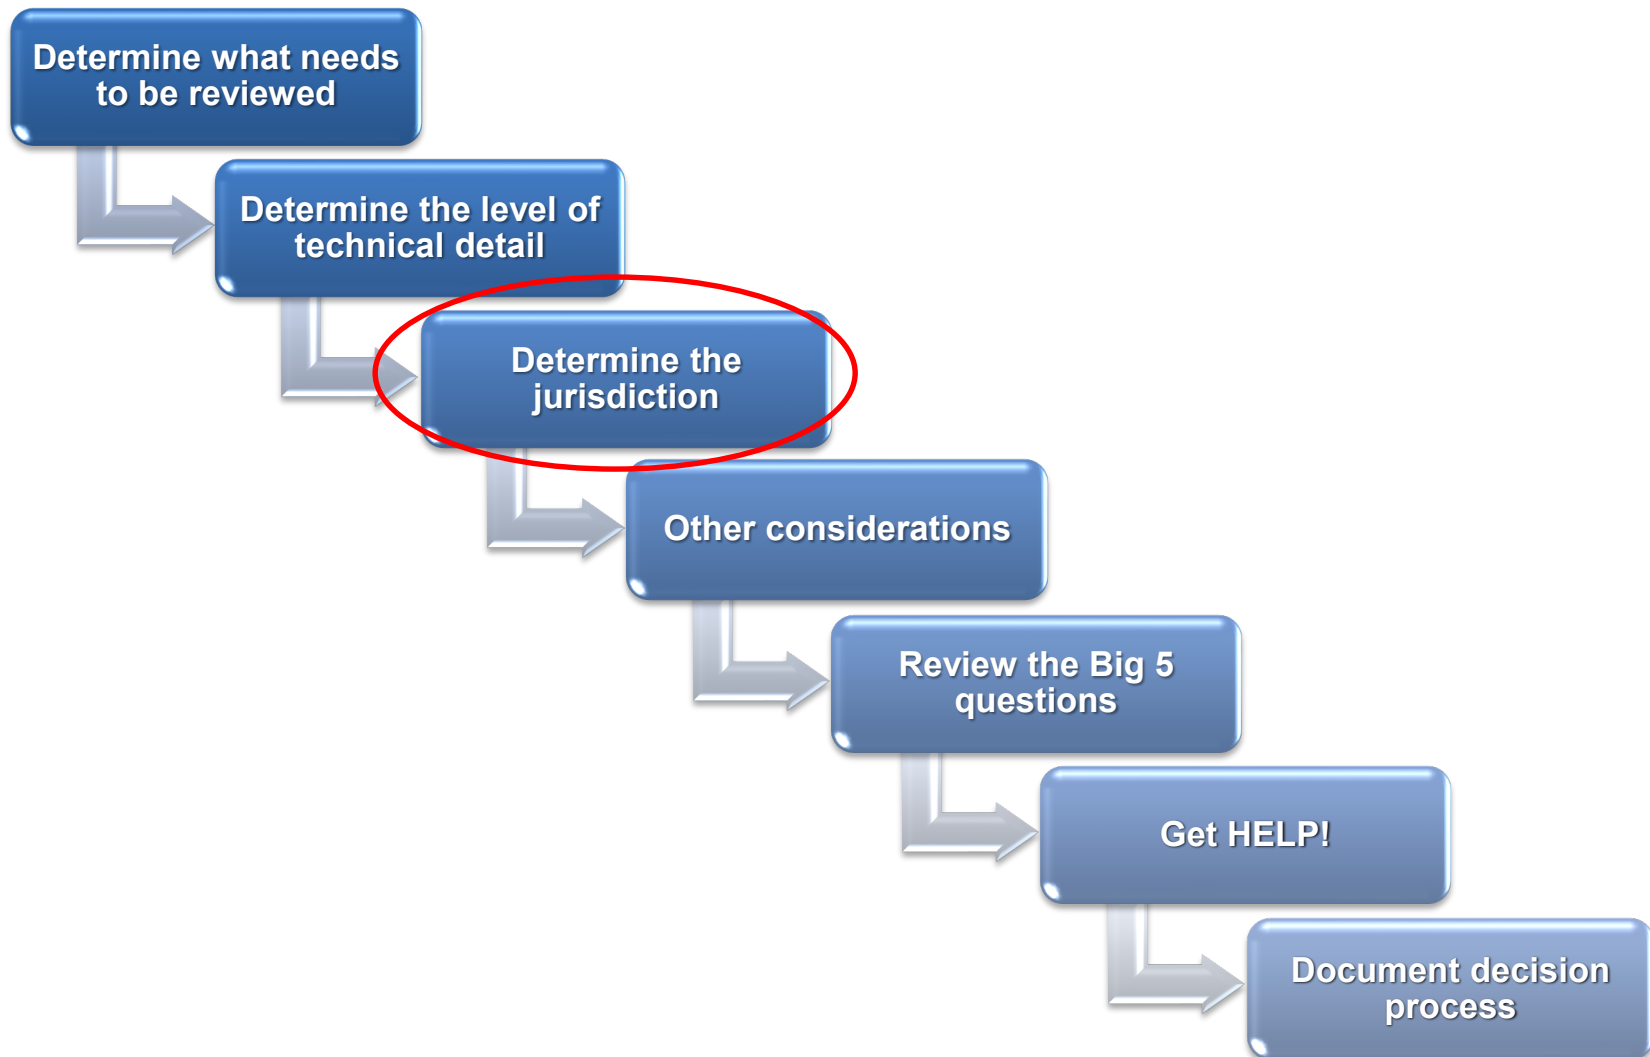 Determine what needs
to be reviewed
Determine the level of
technical detail
Determine the
jurisdiction
Other considerations
Review the Big 5
questions
Get HELP!
Document decision
process